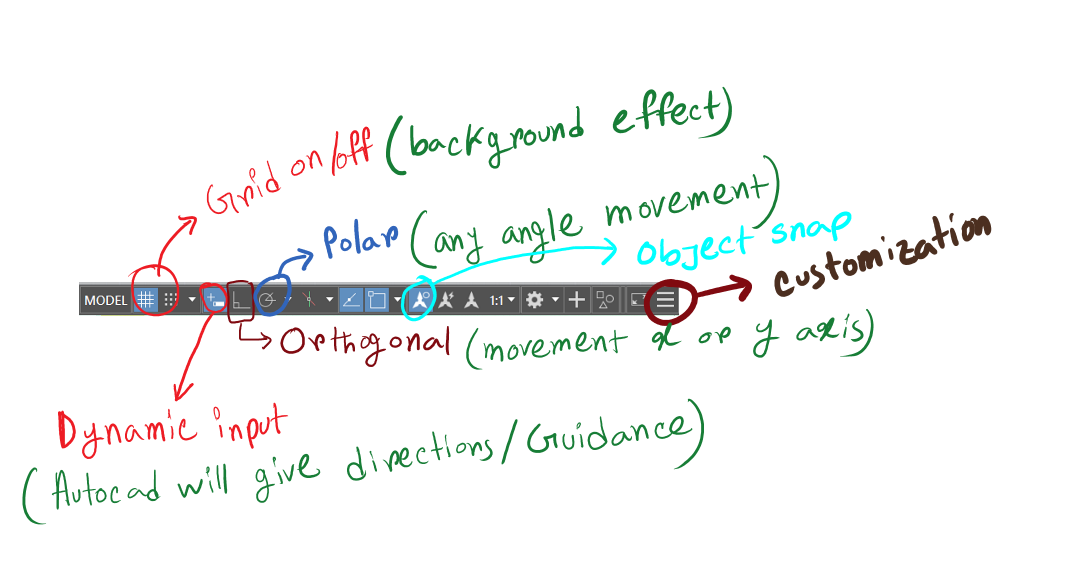 Grid on/off (background effect)
Polar (any angle movement)
Object snap
customization
MODEL
1:1
Orthogonal (movement x or y axis)
Dynamic input
(Autocad will give directions/Guidance)